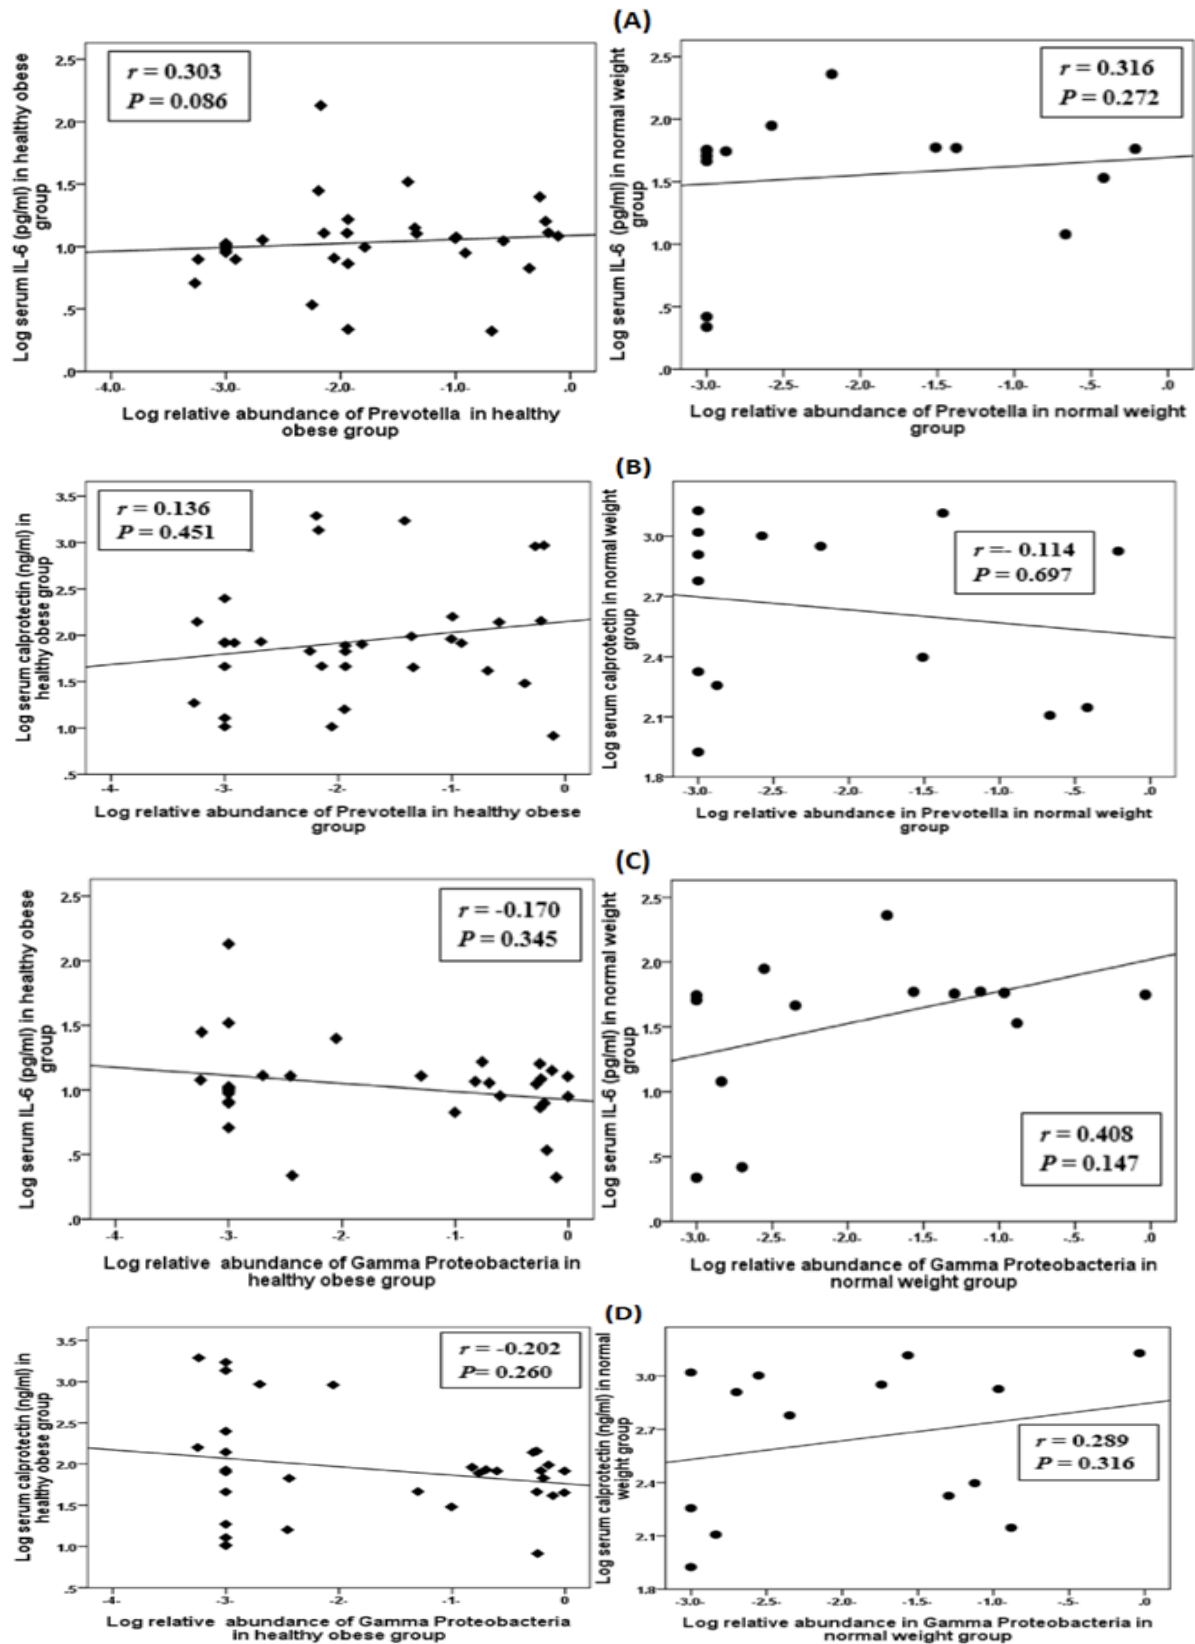 (A)
Log serum IL-6 (pg/ml) in healthy obese
group
2.5-
2.0-
1.5-
1.0-
.5-
.0-
r = 0.303
P = 0.086
-4.0- -3.0- -2.0- -1.0- .0
Log relative abundance of Prevotella in healthy
obese group
Log serum IL-6 (pg/ml) in normal weight
group
2.5-
2.0-
1.5-
1.0-
.5-
.0-
r = 0.316
P = 0.272
-3.0- -2.5- -2.0- -1.5- -1.0- -.5- .0
Log relative abundance of Prevotella in normal weight
group
(B)
Log serum calprotectin (ng/ml) in
healthy obese group
3.5-
3.0-
2.5-
2.0-
1.5-
1.0-
.5-
r = 0.136
P = 0.451
-4- -3- -2- -1- 0
Log relative abundance of Prevotella in healthy obese
group
Log serum calprotectin in normal weight
group
3.0-
2.7-
2.4-
2.1-
1.8-
r =- 0.114
P = 0.697
-3.0- -2.5- -2.0- -1.5- -1.0- -.5- .0
Log relative abundance in Prevotella in normal weight
group
(C)
Log serum IL-6 (pg/ml) in healthy obese
group
2.5-
2.0-
1.5-
1.0-
.5-
.0-
r = -0.170
P = 0.345
-4- -3- -2- -1- 0
Log relative abundance of Gamma Proteobacteria in
healthy obese group
Log serum IL-6 (pg/ml) in normal weight
group
2.5-
2.0-
1.5-
1.0-
.5-
.0-
r = 0.408
P = 0.147
-3.0- -2.5- -2.0- -1.5- -1.0- -.5- .0
Log relative abundance of Gamma Proteobacteria in
normal weight group
(D)
Log serum calprotectin (ng/ml) in
healthy obese group
3.5-
3.0-
2.5-
2.0-
1.5-
1.0-
.5-
r = -0.202
P= 0.260
-4- -3- -2- -1- 0
Log relative abundance of Gamma Proteobacteria
in healthy obese group
Log serum calprotectin (ng/ml) in normal
weight group
3.0-
2.7-
2.4-
2.1-
1.8-
r = 0.289
P = 0.316
-3.0- -2.5- -2.0- -1.5- -1.0- -.5- .0
Log relative abundance in Gamma Proteobacteria in
normal weight group